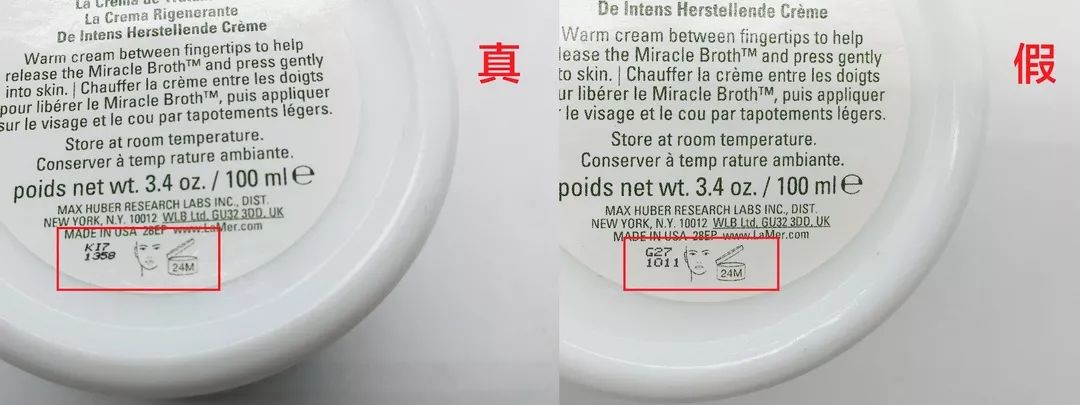 La Crema de
La Crema Rigenerante
De Intens Herstellende Crème
Warm cream between fingertips to help
release the Miracle Broth™ and press gently
into skin. | Chauffer la crème entre les doigts
pour libérer le Miracle Broth™, puis appliquer
sur le visage et le cou par tapotements légers.
Store at room temperature.
Conserver à temp rature ambiante.
poids net wt. 3.4 oz. / 100 ml ℮
MAX HUBER RESEARCH LABS INC., DIST.
NEW YORK, N.Y. 10012 WLB Ltd. GU32 3DD, UK
MADE IN USA 28EP www.LaMer.com
K17
1358
24M
真
De Intens Herstellende Crème
Warm cream between fingertips to help
lease the Miracle Broth™ and press gently
to skin. | Chauffer la crème entre les doigts
ur libérer le Miracle Broth™, puis appliquer
le visage et le cou par tapotements légers.
Store at room temperature.
Conserver à temp rature ambiante.
poids net wt. 3.4 oz. / 100 ml ℮
MAX HUBER RESEARCH LABS INC., DIST.
NEW YORK, N.Y. 10012 WLB Ltd, GU32 3DD, UK
MADE IN USA 28EP www.LaMer.com
G27
1011
24M
假